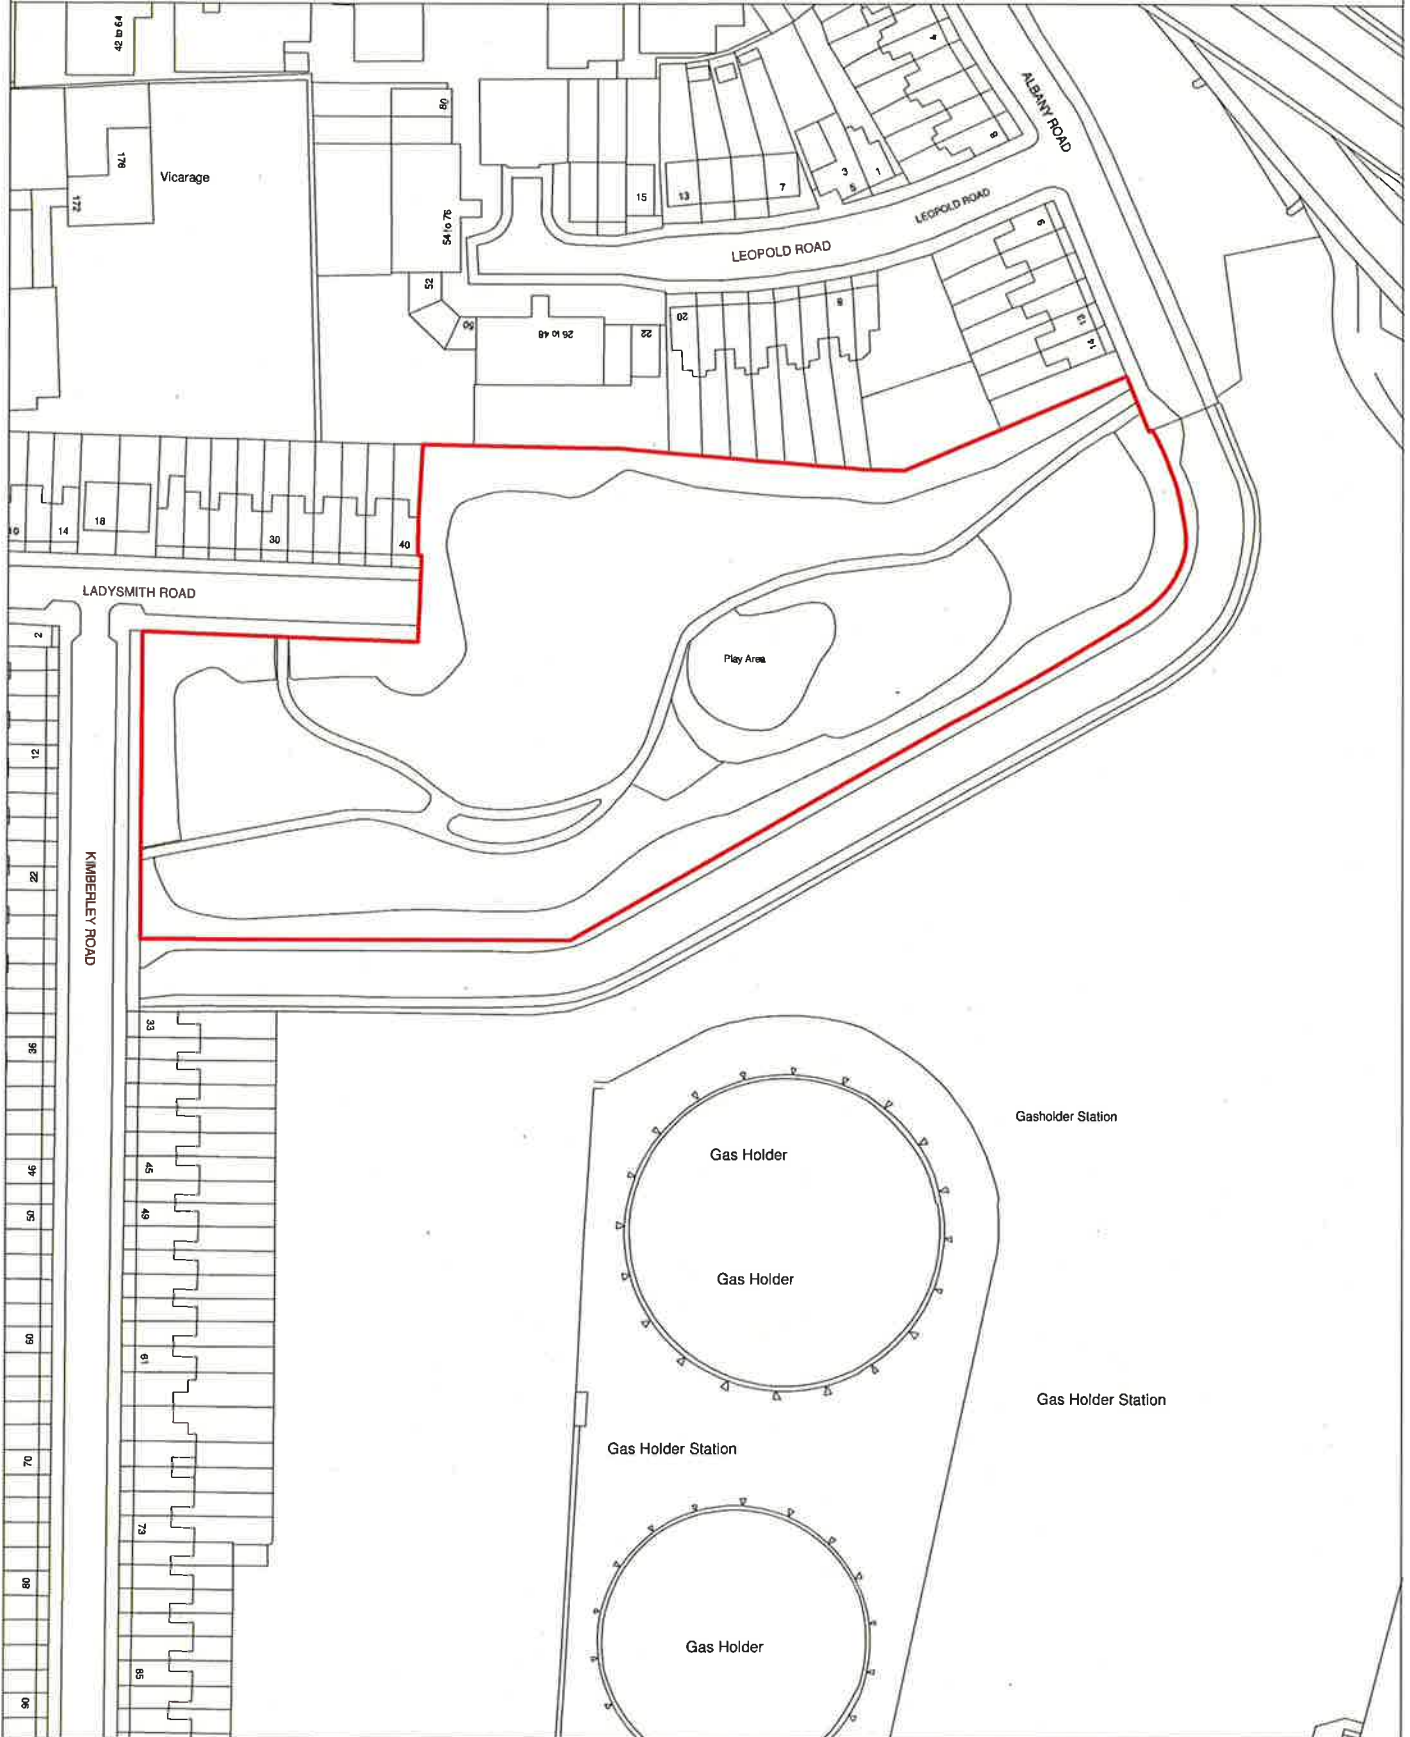 42 to 64
4
ALBANY ROAD
80
8
178
Vicarage
172
15
13
7
3
5
1
54 to 76
LEOPOLD ROAD
LEOPOLD ROAD
9
52
50
26 to 48
22
20
8
13
14
10
14
18
30
40
LADYSMITH ROAD
2
Play Area
12
22
KIMBERLEY ROAD
33
36
Gasholder Station
Gas Holder
45
46
49
50
Gas Holder
60
61
Gas Holder Station
Gas Holder Station
70
73
80
Gas Holder
85
90